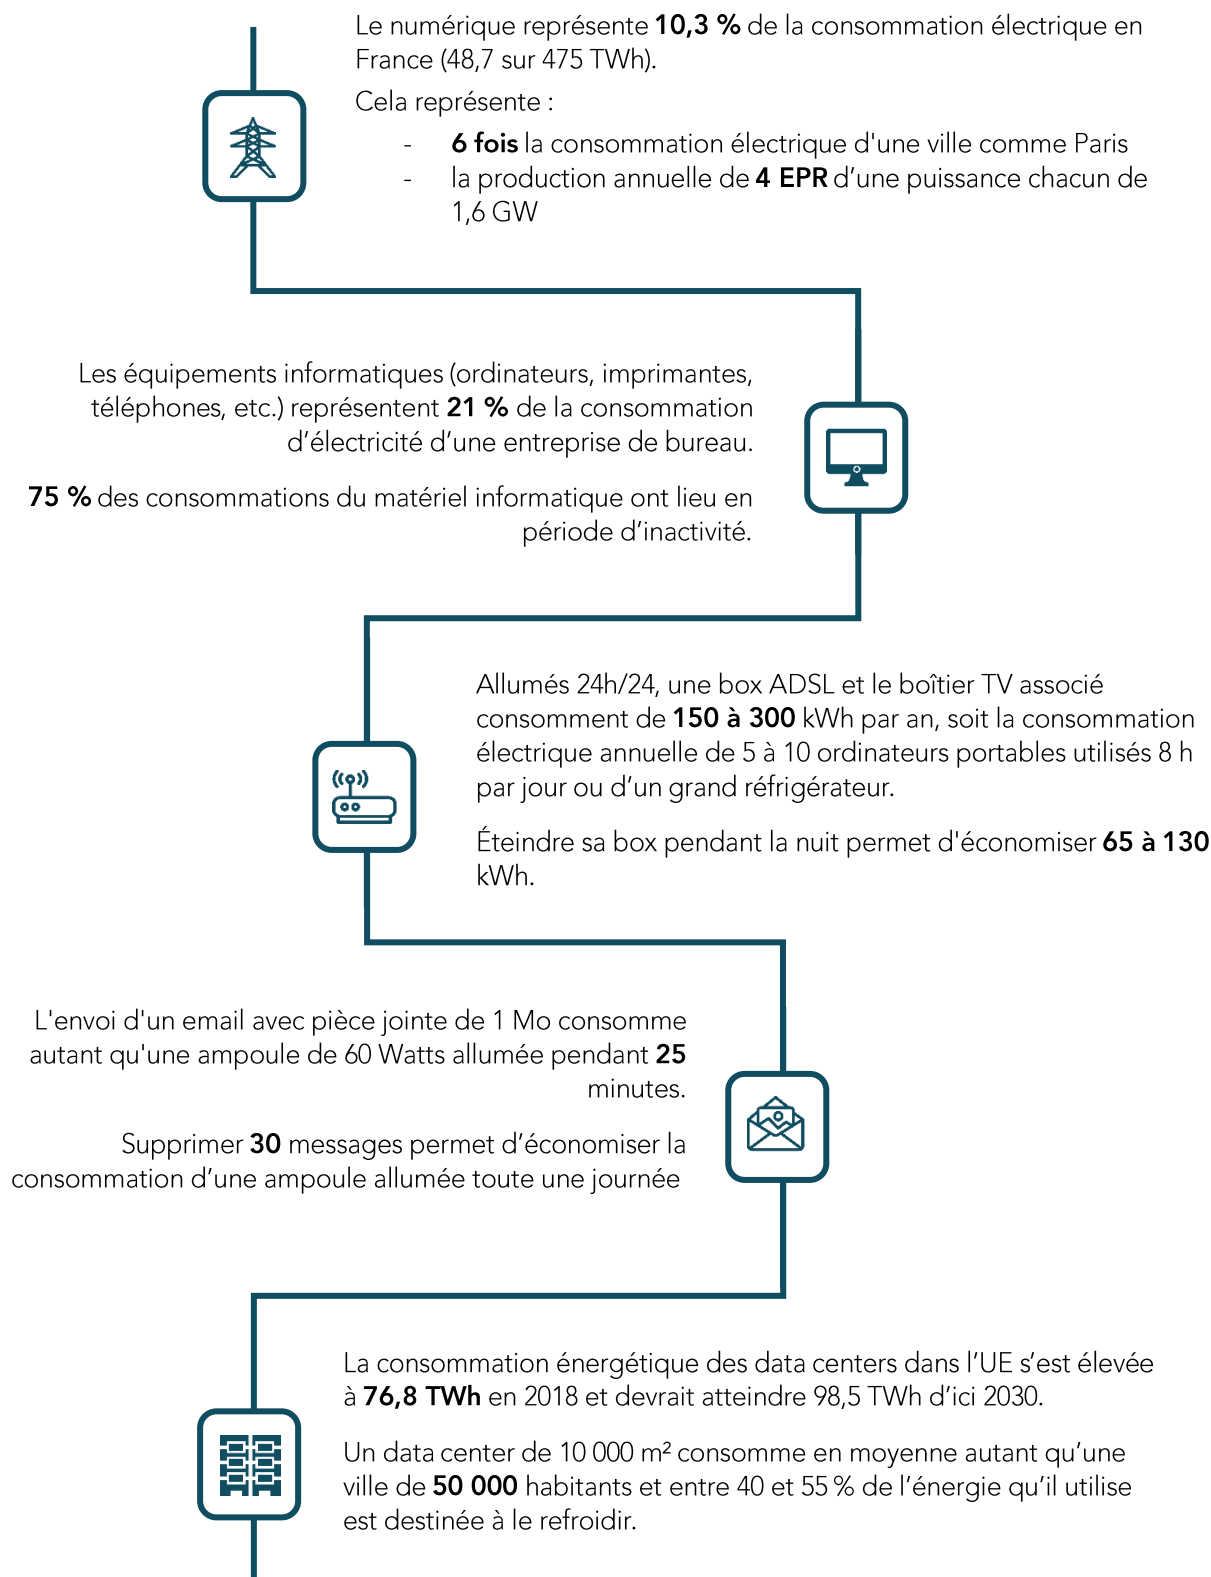 Le numérique représente 10,3 % de la consommation électrique en
France (48,7 sur 475 TWh).
Cela représente :
- 6 fois la consommation électrique d'une ville comme Paris
- la production annuelle de 4 EPR d’une puissance chacun de
1,6 GW
Les équipements informatiques (ordinateurs, imprimantes,
téléphones, etc.) représentent 21 % de la consommation
d’électricité d’une entreprise de bureau.
75 % des consommations du matériel informatique ont lieu en
période d’inactivité.
Allumés 24h/24, une box ADSL et le boîtier TV associé
consomment de 150 à 300 kWh par an, soit la consommation
électrique annuelle de 5 à 10 ordinateurs portables utilisés 8 h
par jour ou d’un grand réfrigérateur.
Éteindre sa box pendant la nuit permet d'économiser 65 à 130
kWh.
L'envoi d'un email avec pièce jointe de 1 Mo consomme
autant qu'une ampoule de 60 Watts allumée pendant 25
minutes.
Supprimer 30 messages permet d’économiser la
consommation d’une ampoule allumée toute une journée
La consommation énergétique des data centers dans l’UE s’est élevée
à 76,8 TWh en 2018 et devrait atteindre 98,5 TWh d’ici 2030.
Un data center de 10 000 m² consomme en moyenne autant qu’une
ville de 50 000 habitants et entre 40 et 55 % de l’énergie qu’il utilise
est destinée à le refroidir.